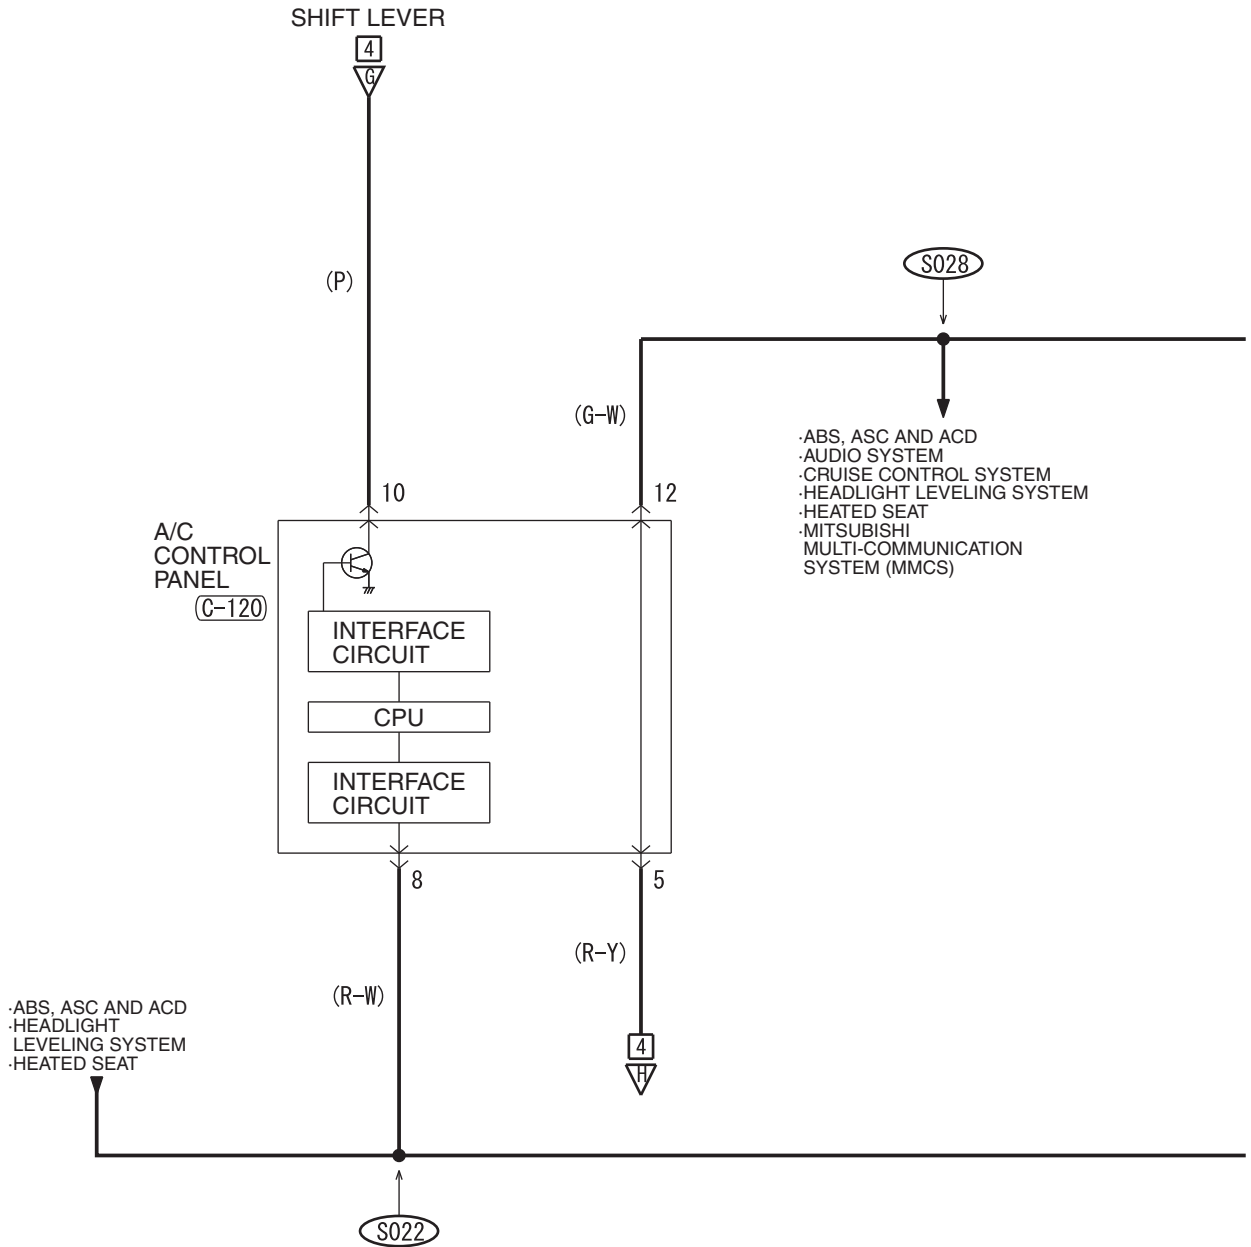 SHIFT LEVER
4
G
(P)
S028
(G-W)
·ABS, ASC AND ACD
·AUDIO SYSTEM
·CRUISE CONTROL SYSTEM
·HEADLIGHT LEVELING SYSTEM
·HEATED SEAT
·MITSUBISHI
MULTI-COMMUNICATION
SYSTEM (MMCS)
10
12
A/C
CONTROL
PANEL
C-120
INTERFACE
CIRCUIT
CPU
INTERFACE
CIRCUIT
8
5
(R-Y)
(R-W)
·ABS, ASC AND ACD
·HEADLIGHT
LEVELING SYSTEM
·HEATED SEAT
4
H
S022